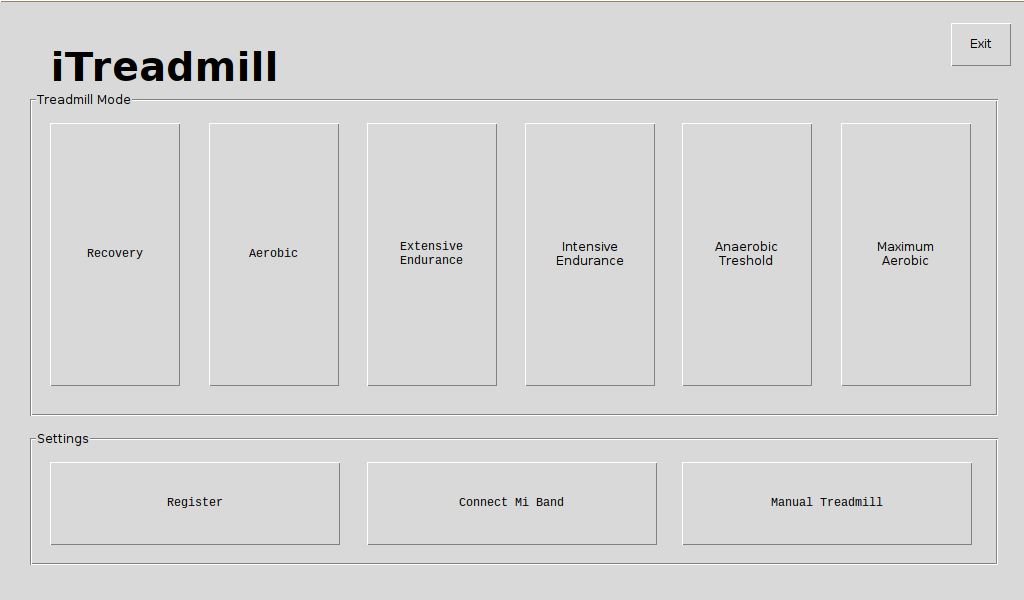 Exit
iTreadmill
Treadmill Mode
Recovery
Aerobic
Extensive
Endurance
Intensive
Endurance
Anaerobic
Treshold
Maximum
Aerobic
Settings
Register
Connect Mi Band
Manual Treadmill